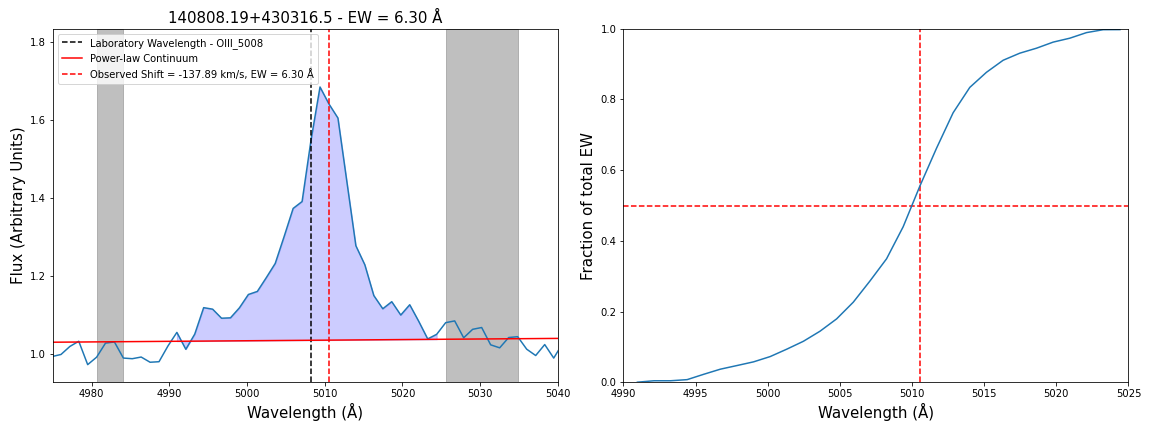 140808.19+430316.5 - EW = 6.30 Å
Laboratory Wavelength - OIII_5008
Power-law Continuum
Observed Shift = -137.89 km/s, EW = 6.30 Å
Flux (Arbitrary Units)
1.8
1.6
1.4
1.2
1.0
4980 4990 5000 5010 5020 5030 5040
Wavelength (Å)
Fraction of total EW
1.0
0.8
0.6
0.4
0.2
0.0
4990 4995 5000 5005 5010 5015 5020 5025
Wavelength (Å)